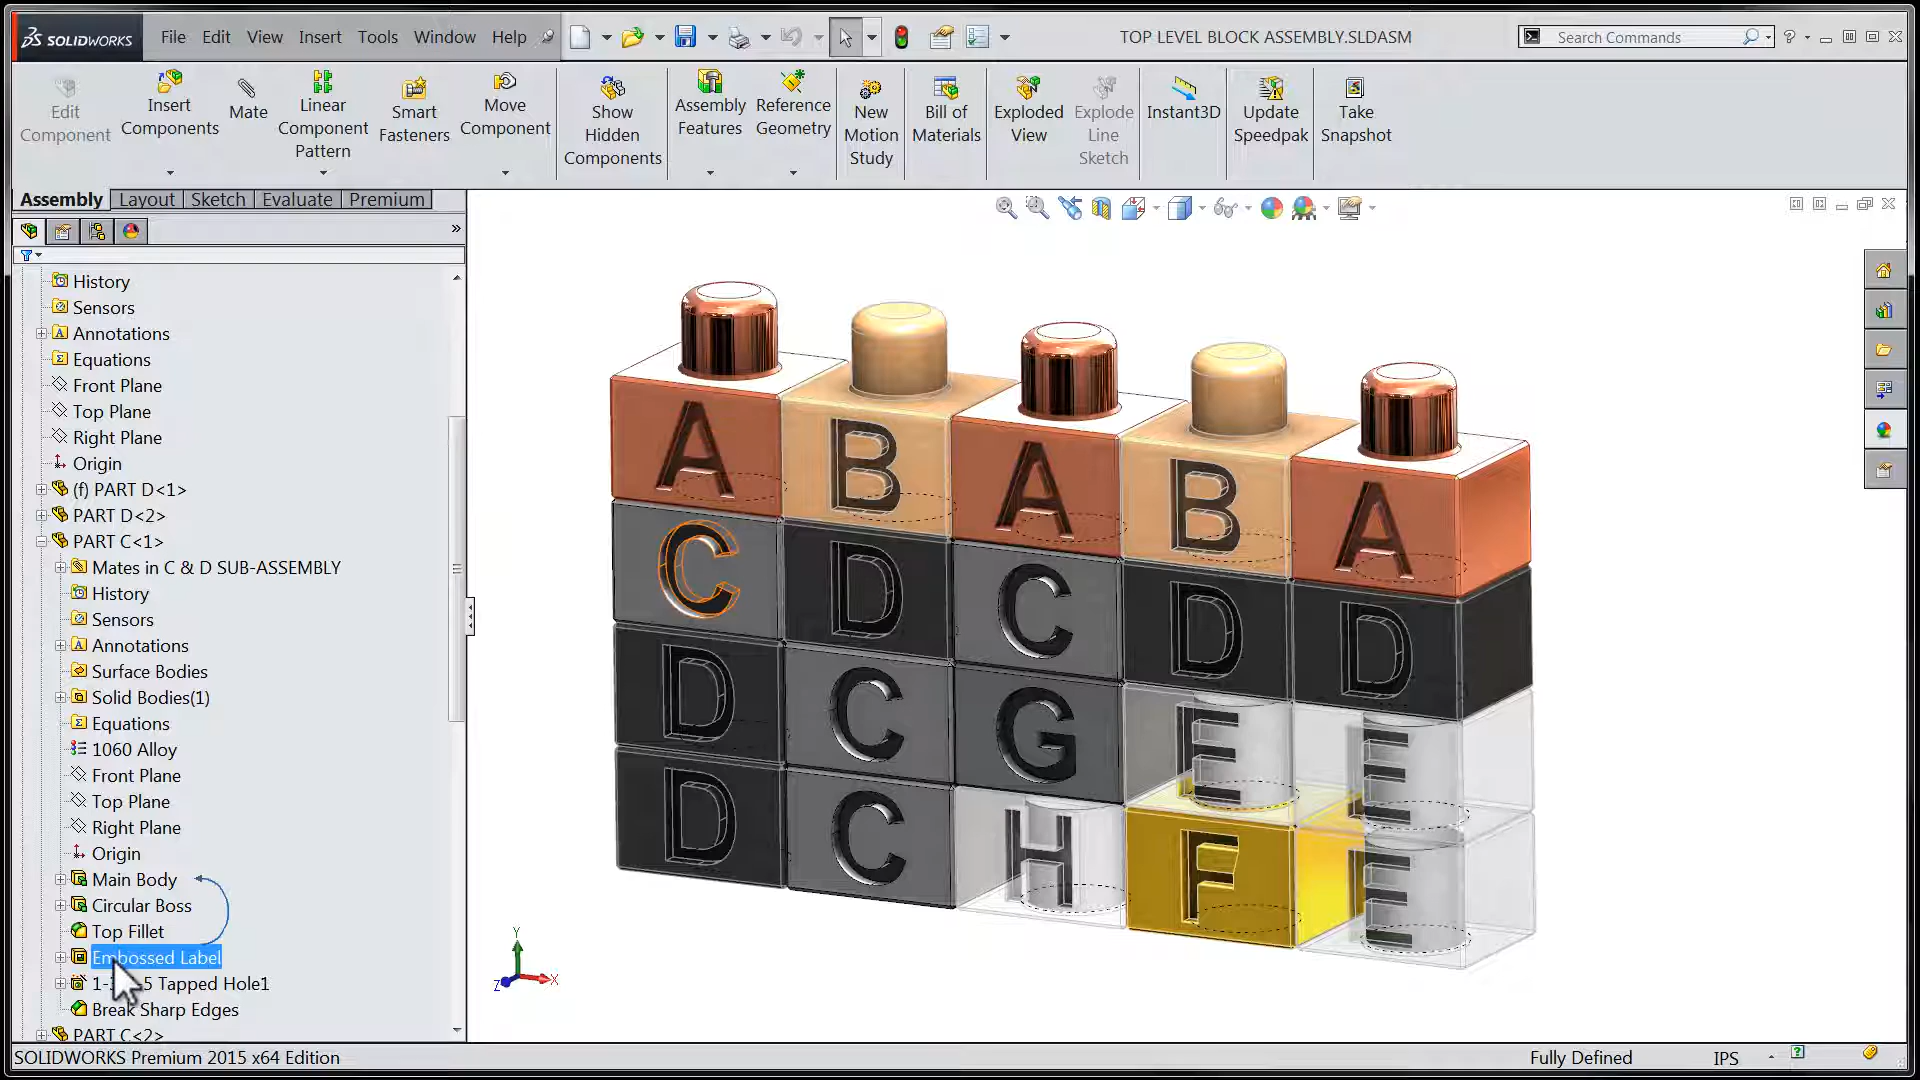 SOLIDWORKS File Edit View Insert Tools Window Help TOP LEVEL BLOCK ASSEMBLY.SLDASM Search Commands
Edit Component
Insert Components
Mate
Linear Component Pattern
Smart Fasteners
Move Component
Show Hidden Components
Assembly Features
Reference Geometry
New Motion Study
Bill of Materials
Exploded View
Explode Line Sketch
Instant3D
Update Speedpak
Take Snapshot
Assembly Layout Sketch Evaluate Premium
History
Sensors
Annotations
Equations
Front Plane
Top Plane
Right Plane
Origin
(f) PART D<1>
PART D<2>
PART C<1>
Mates in C & D SUB-ASSEMBLY
History
Sensors
Annotations
Surface Bodies
Solid Bodies(1)
Equations
1060 Alloy
Front Plane
Top Plane
Right Plane
Origin
Main Body
Circular Boss
Top Fillet
Embossed Label
5 Tapped Hole1
Break Sharp Edges
PART C<2>
A B A B A
C D C D D
D C G E E
D C H F E
Y
Z X
SOLIDWORKS Premium 2015 x64 Edition Fully Defined IPS